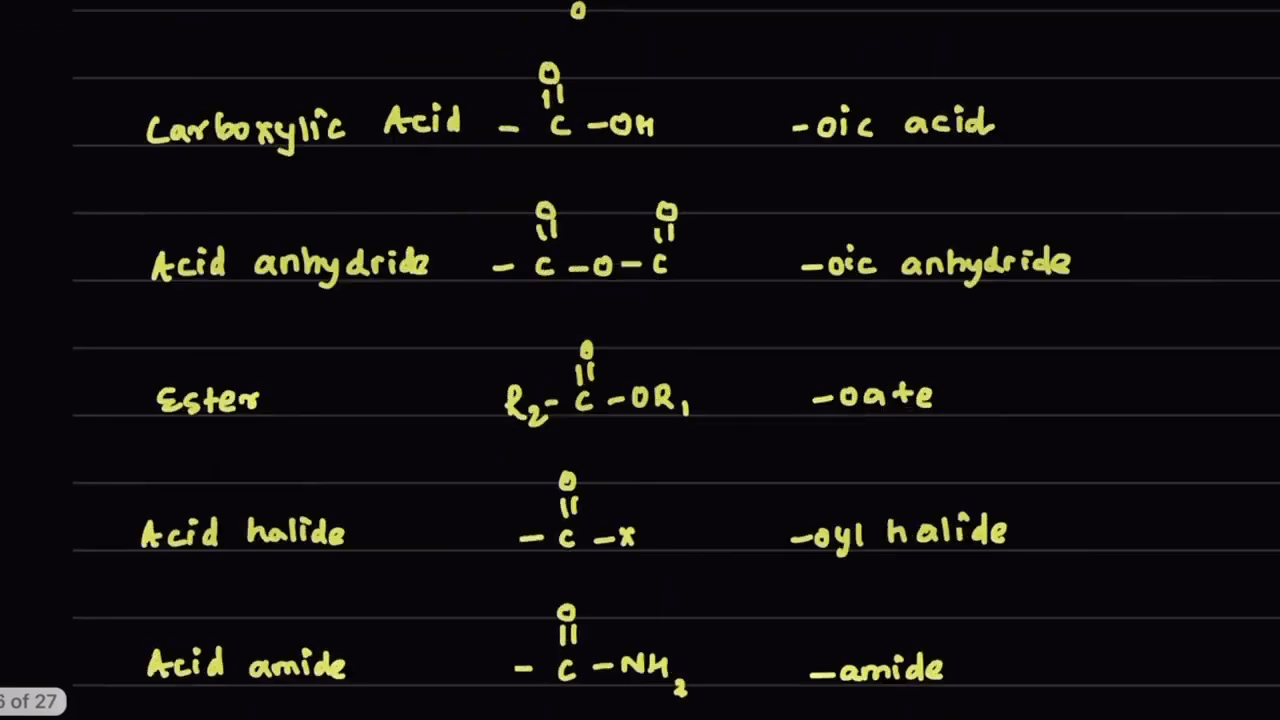 O
O
||
Carboxylic Acid - C -OH -oic acid
O O
|| ||
Acid anhydride - C -O- C -oic anhydride
O
||
Ester R₂- C -OR₁ -oate
O
||
Acid halide - C -x -oyl halide
O
||
Acid amide - C -NH₂ -amide
of 27